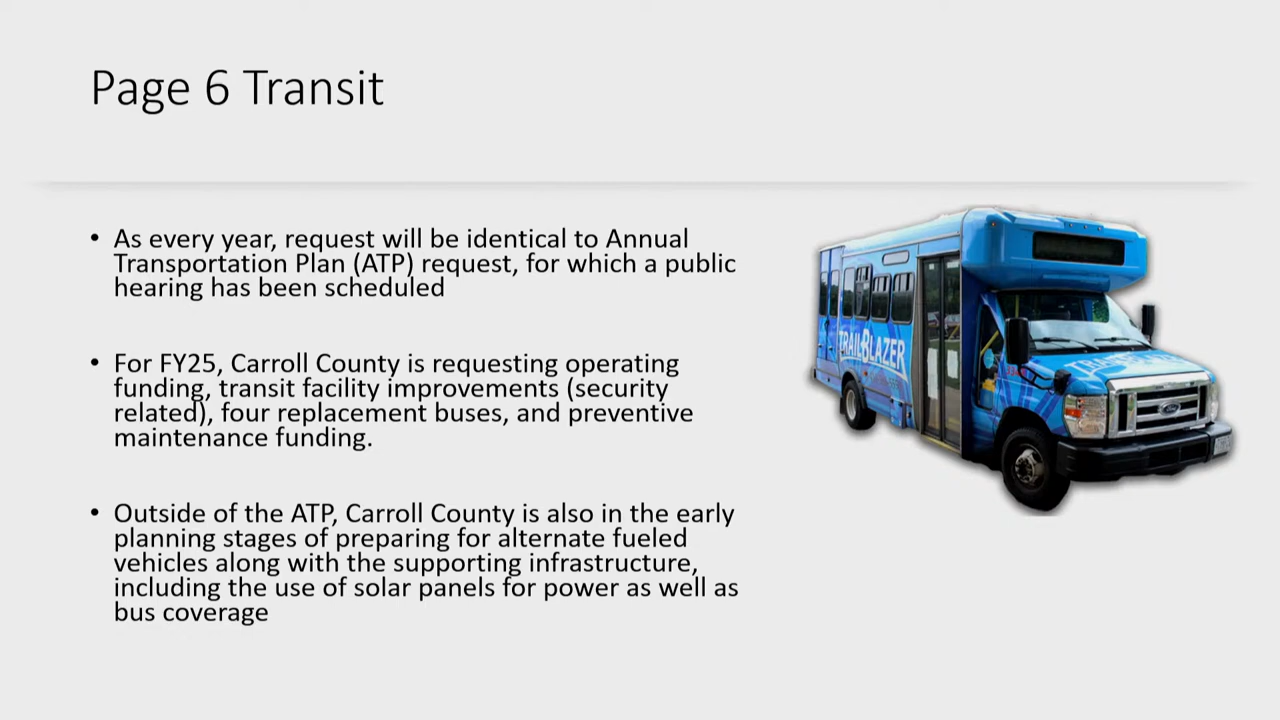 Page 6 Transit
• As every year, request will be identical to Annual
Transportation Plan (ATP) request, for which a public
hearing has been scheduled
• For FY25, Carroll County is requesting operating
funding, transit facility improvements (security
related), four replacement buses, and preventive
maintenance funding.
• Outside of the ATP, Carroll County is also in the early
planning stages of preparing for alternate fueled
vehicles along with the supporting infrastructure,
including the use of solar panels for power as well as
bus coverage
TRAILBLAZER
Ford